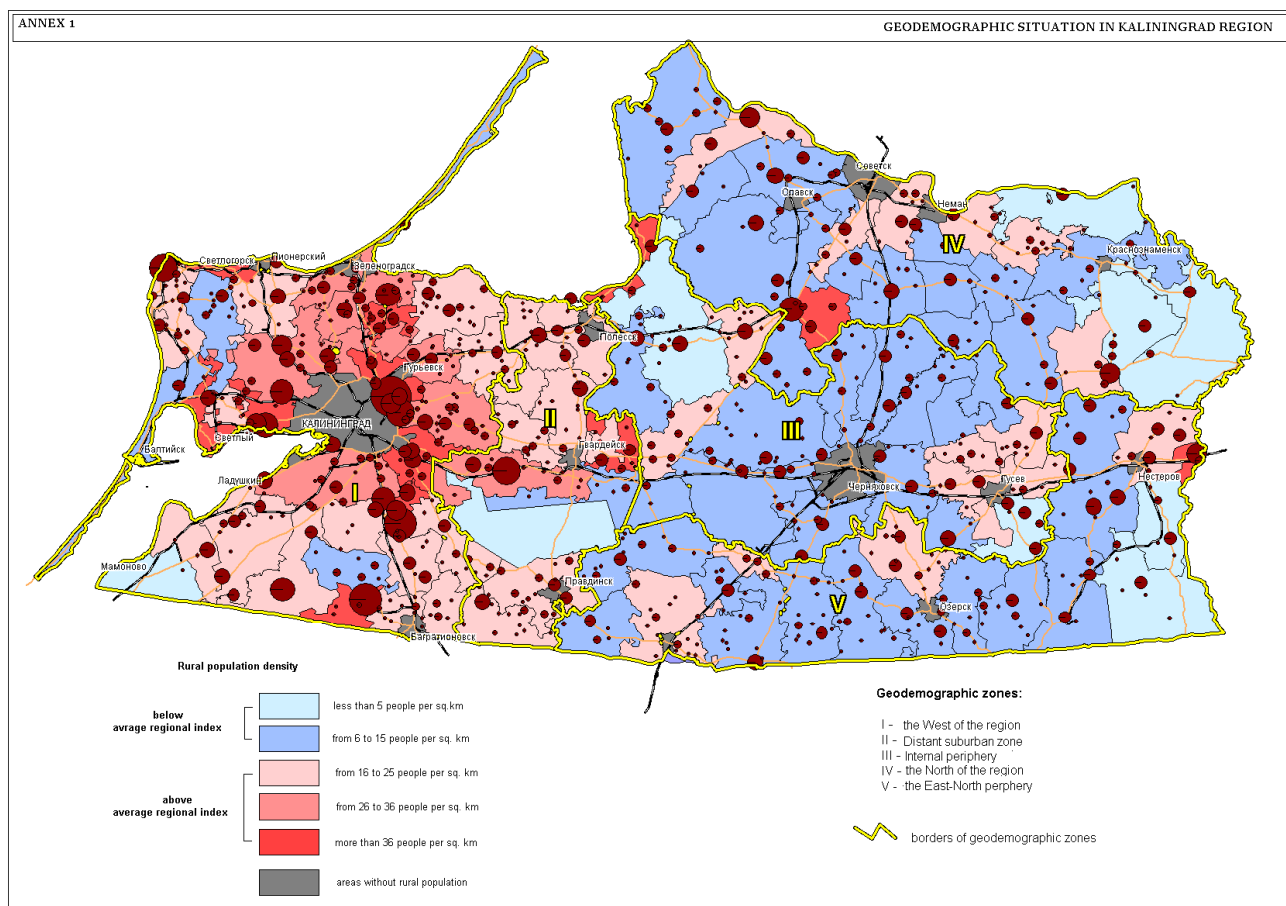 ANNEX 1
GEODEMOGRAPHIC SITUATION IN KALININGRAD REGION
Советск
Славск
Неман
IV
Краснознаменск
Светлогорск
Пионерский
Зеленоградск
Полесск
Гурьевск
II
III
КАЛИНИНГРАД
Светлый
Балтийск
Гвардейск
Ладушкин
I
Черняховск
Гусев
Нестеров
Мамоново
Правдинск
V
Озерск
Багратионовск
Rural population density
below
avrage regional index
less than 5 people per sq.km
from 6 to 15 people per sq. km
above
average regional index
from 16 to 25 people per sq. km
from 26 to 36 people per sq. km
more than 36 people per sq. km
areas without rural population
Geodemographic zones:
I - the West of the region
II - Distant suburban zone
III - Internal periphery
IV - the North of the region
V - the East-North perphery
borders of geodemographic zones